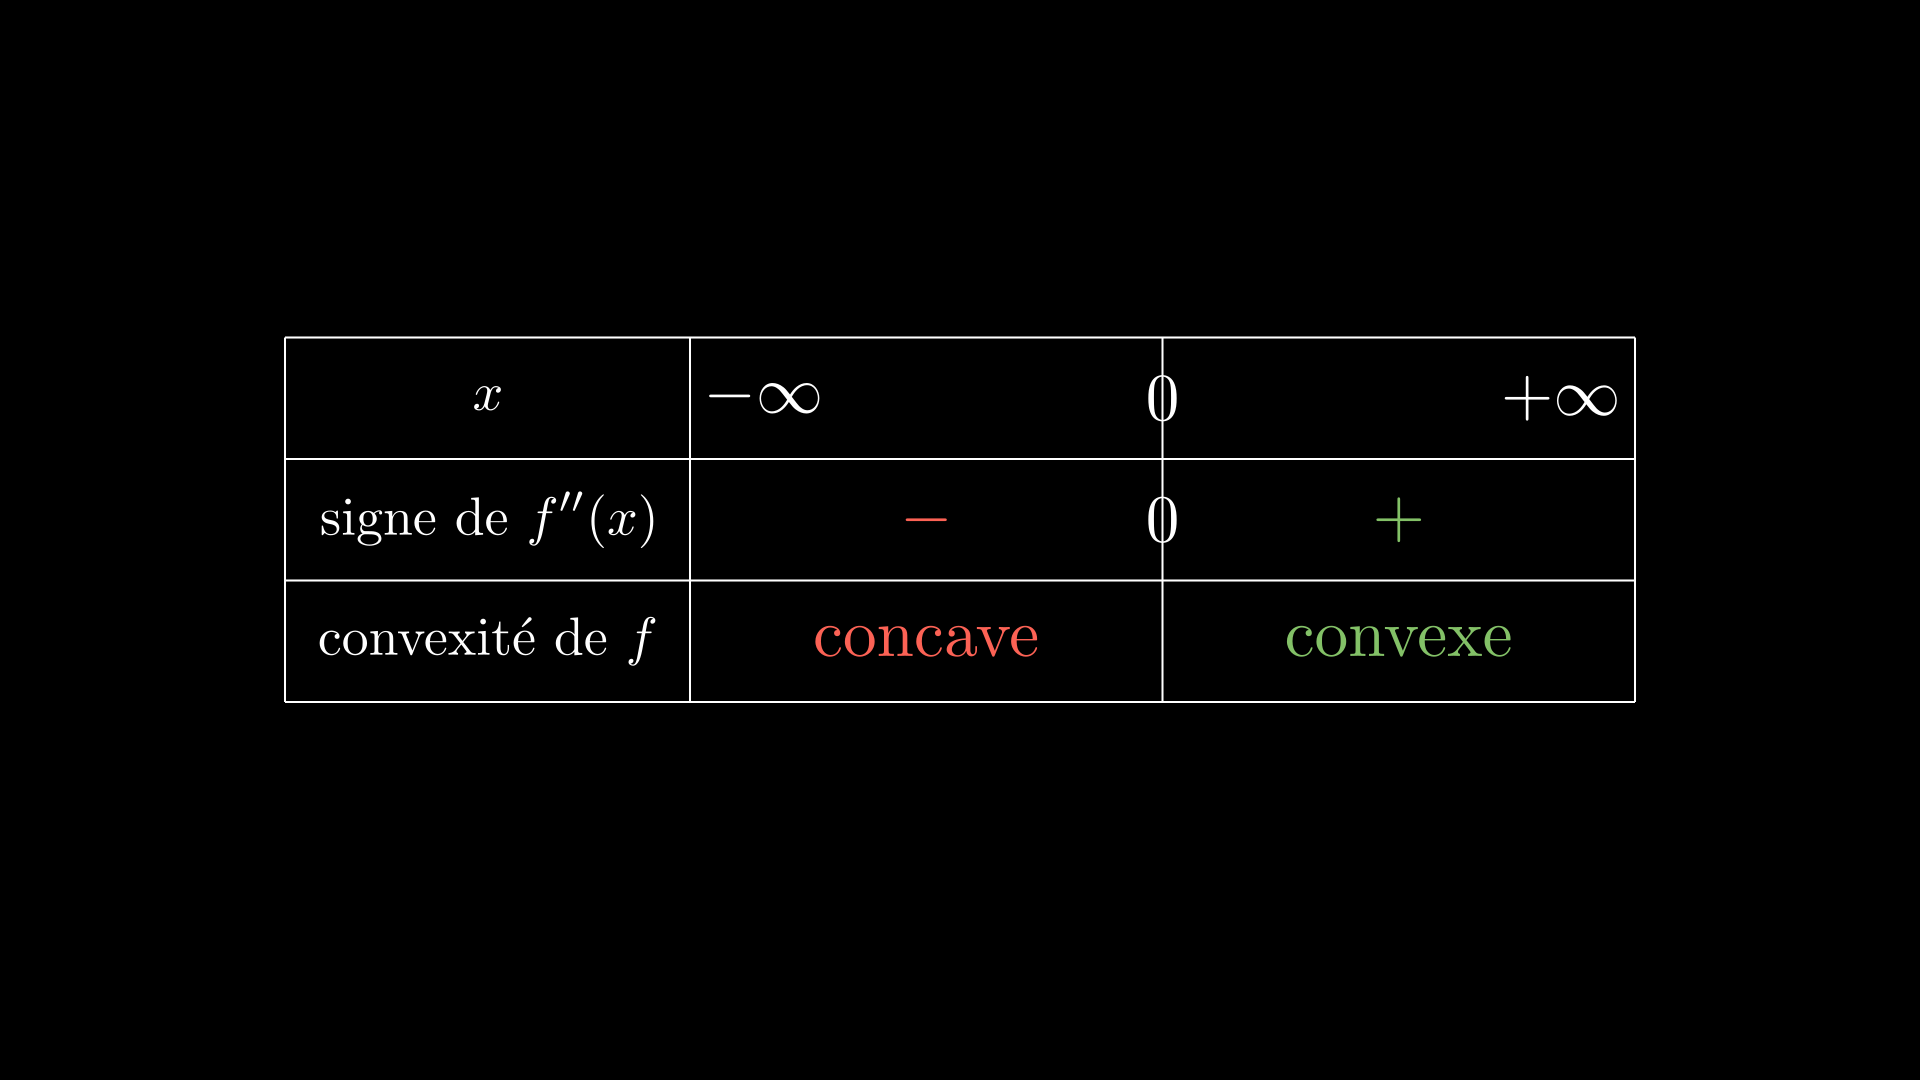 x −∞ 0 +∞
signe de f′′(x) − 0 +
convexité de f concave convexe